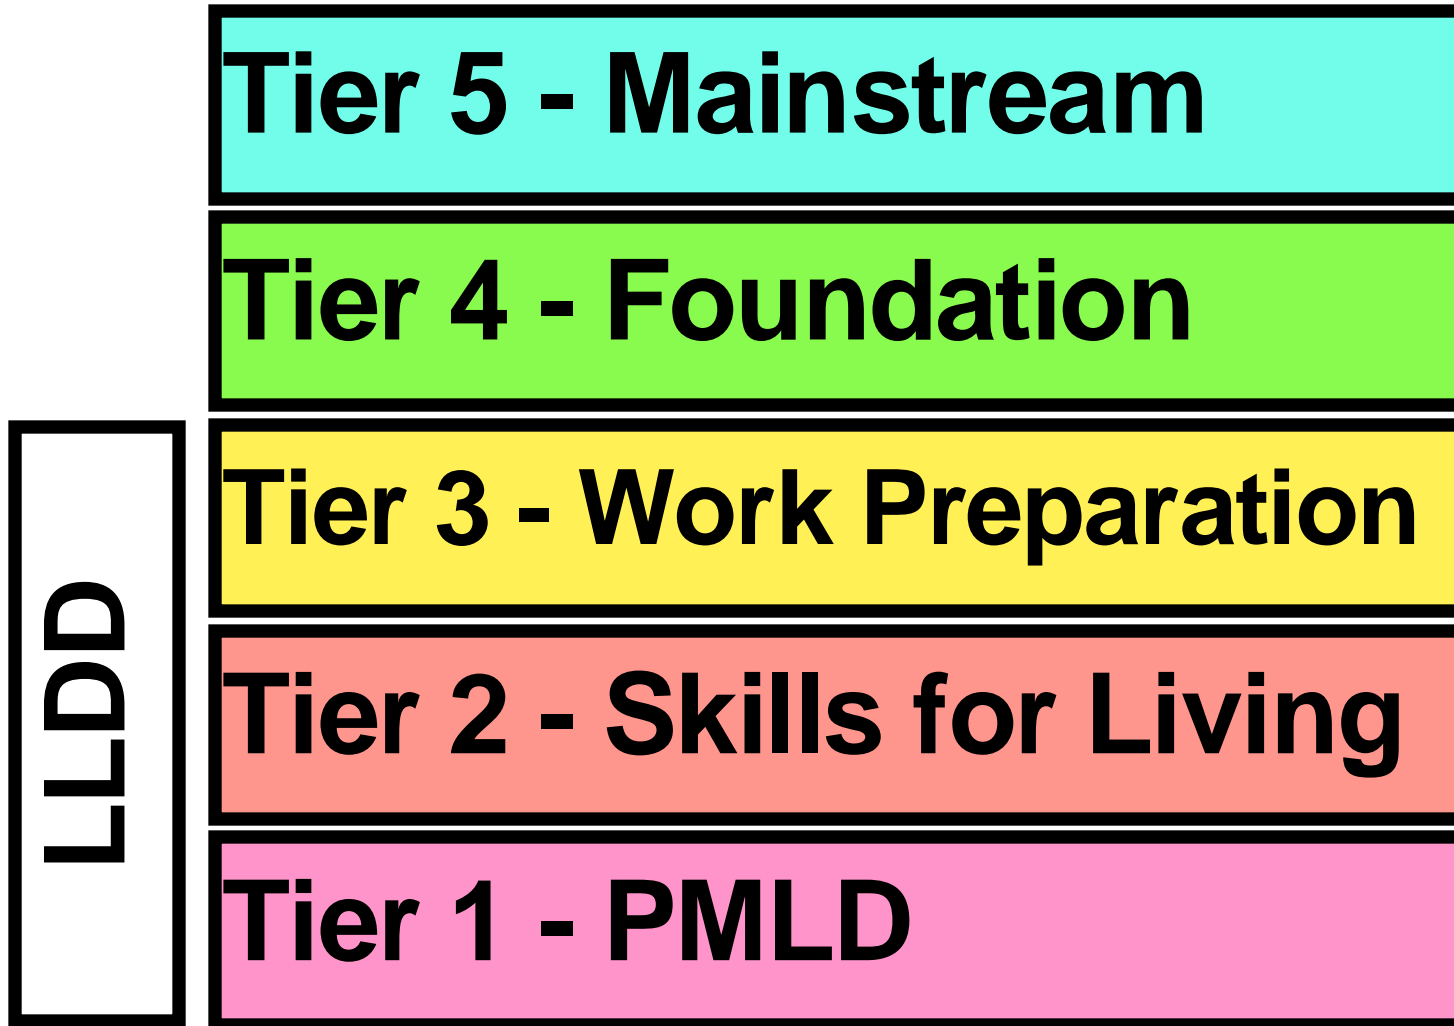 Tier 5 - Mainstream
Tier 4 - Foundation
LLDD
Tier 3 - Work Preparation
Tier 2 - Skills for Living
Tier 1 - PMLD